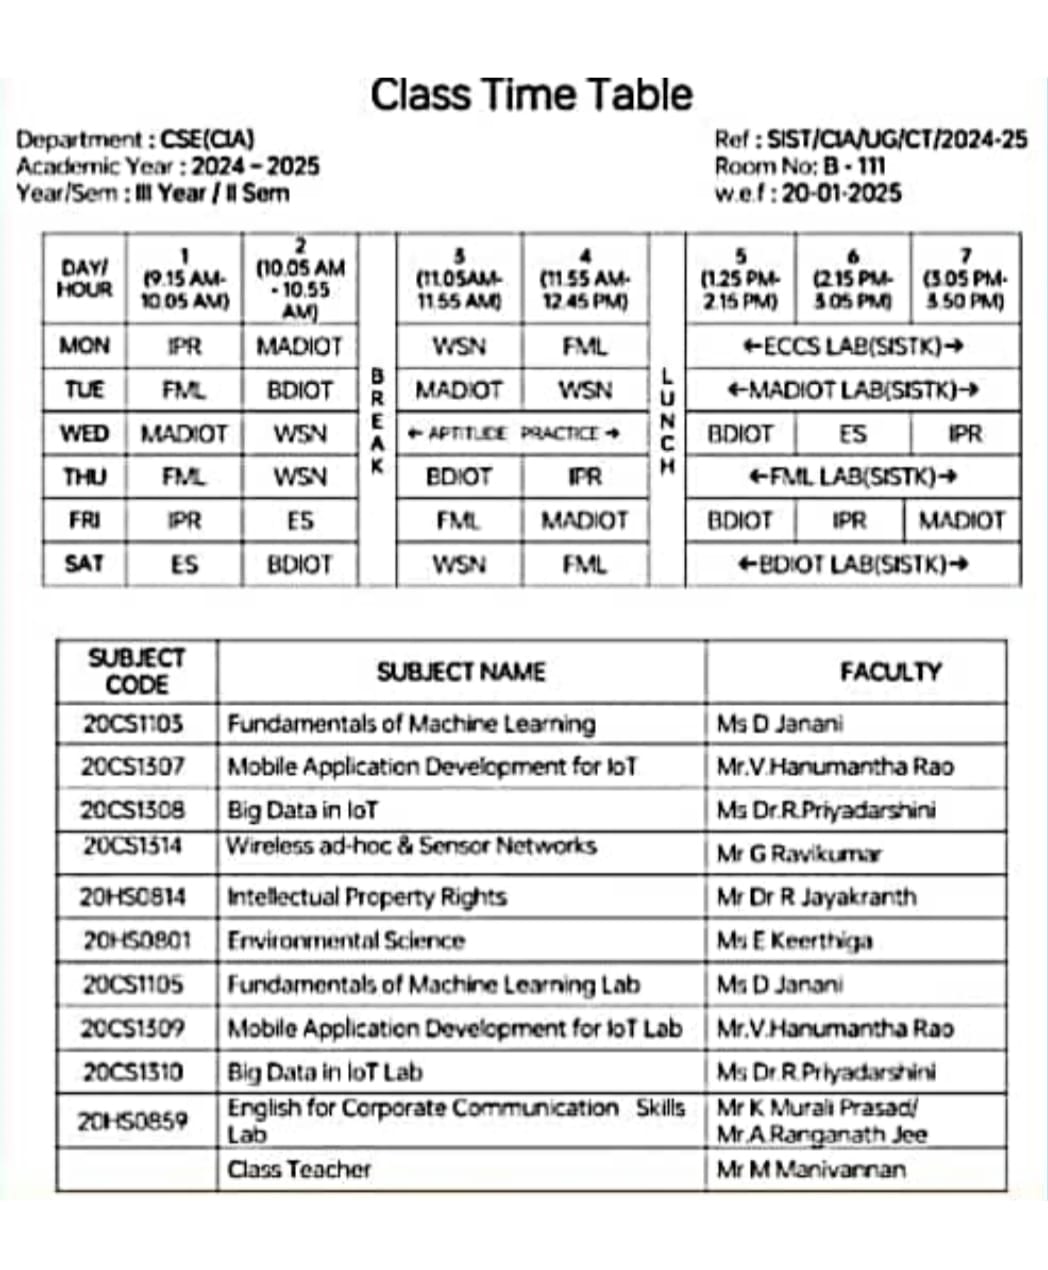 Class Time Table
Department : CSE(CIA)
Ref : SIST/CIA/UG/CT/2024-25
Academic Year : 2024 – 2025
Room No: B - 111
Year/Sem : III Year / II Sem
w.e.f : 20-01-2025
DAY/ HOUR 1 (9.15 AM- 10.05 AM) 2 (10.05 AM - 10.55 AM) BREAK 3 (11.05AM- 11.55 AM) 4 (11.55 AM- 12.45 PM) LUNCH 5 (1.25 PM- 2.15 PM) 6 (2.15 PM- 3.05 PM) 7 (3.05 PM- 3.50 PM)
MON IPR MADIOT WSN FML ←ECCS LAB(SISTK)→
TUE FML BDIOT MADIOT WSN ←MADIOT LAB(SISTK)→
WED MADIOT WSN ← APTITUDE PRACTICE → BDIOT ES IPR
THU FML WSN BDIOT IPR ←FML LAB(SISTK)→
FRI IPR ES FML MADIOT BDIOT IPR MADIOT
SAT ES BDIOT WSN FML ←BDIOT LAB(SISTK)→
SUBJECT CODE SUBJECT NAME FACULTY
20CS1103 Fundamentals of Machine Learning Ms D Janani
20CS1307 Mobile Application Development for IoT Mr.V.Hanumantha Rao
20CS1308 Big Data in IoT Ms Dr.R.Priyadarshini
20CS1314 Wireless ad-hoc & Sensor Networks Mr G Ravikumar
20HS0814 Intellectual Property Rights Mr Dr R Jayakranth
20HS0801 Environmental Science Ms E Keerthiga
20CS1105 Fundamentals of Machine Learning Lab Ms D Janani
20CS1309 Mobile Application Development for IoT Lab Mr.V.Hanumantha Rao
20CS1310 Big Data in IoT Lab Ms Dr.R.Priyadarshini
20HS0859 English for Corporate Communication Skills Lab Mr K Murali Prasad/ Mr.A.Ranganath Jee
Class Teacher Mr M Manivannan